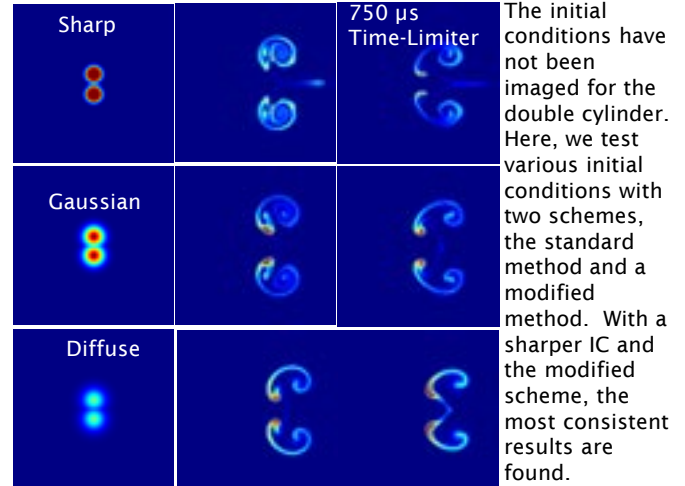 Sharp
750 µs
Time-Limiter
Gaussian
Diffuse
The initial
conditions have
not been
imaged for the
double cylinder.
Here, we test
various initial
conditions with
two schemes,
the standard
method and a
modified
method.  With a
sharper IC and
the modified
scheme, the
most consistent
results are
found.